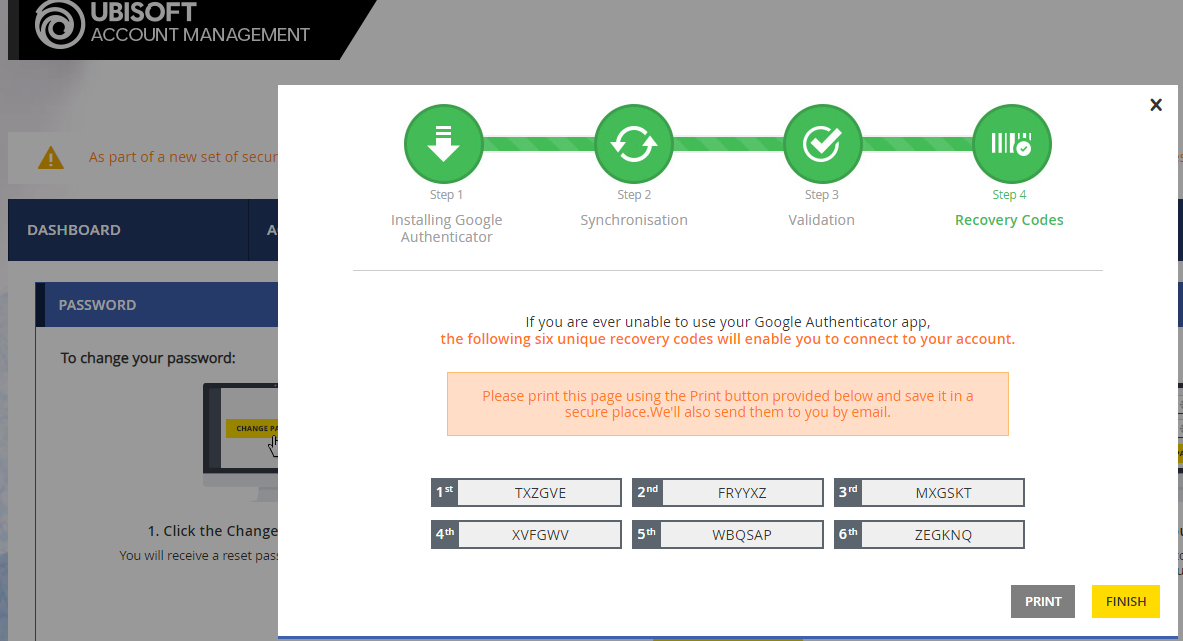 UBISOFT
ACCOUNT MANAGEMENT
As part of a new set of secur
DASHBOARD
A
PASSWORD
To change your password:
CHANGE PA
1. Click the Change
You will receive a reset pas
x
Step 1
Installing Google
Authenticator
Step 2
Synchronisation
Step 3
Validation
Step 4
Recovery Codes
If you are ever unable to use your Google Authenticator app,
the following six unique recovery codes will enable you to connect to your account.
Please print this page using the Print button provided below and save it in a
secure place.We'll also send them to you by email.
1st TXZGVE
2nd FRYYXZ
3rd MXGSKT
4th XVFGWV
5th WBQSAP
6th ZEGKNQ
PRINT
FINISH